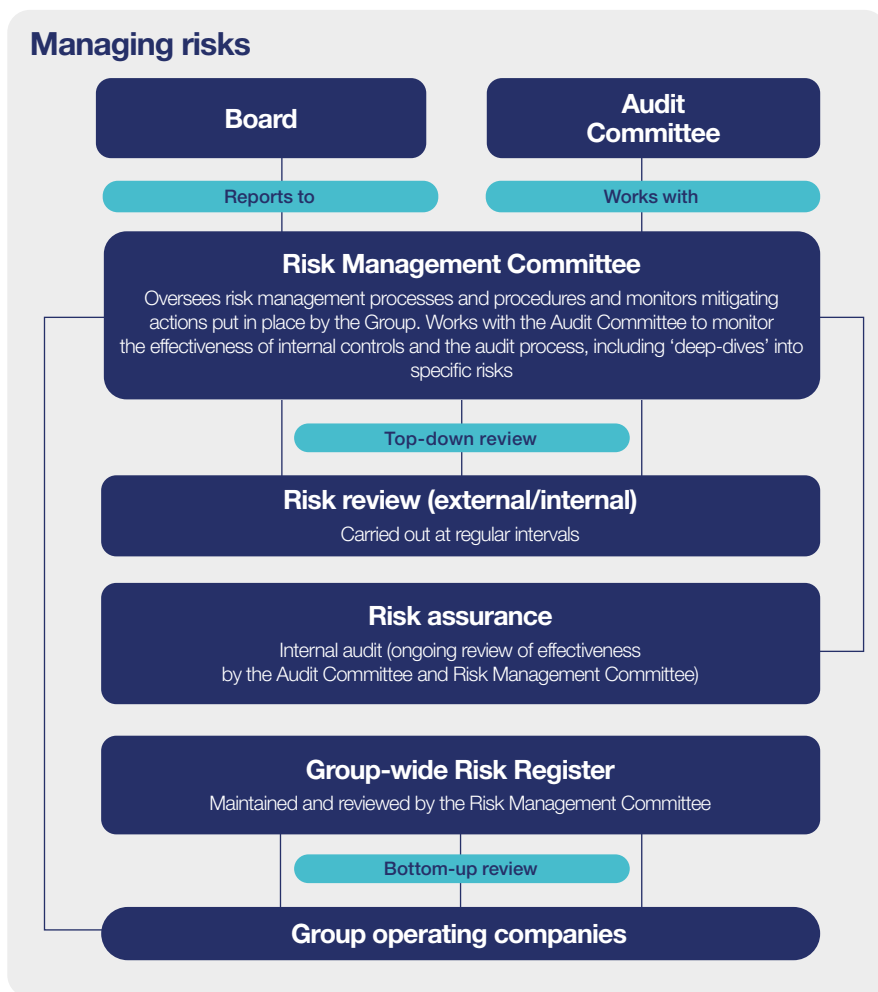 Managing risks
Board
Audit
Committee
Reports to
Works with
Risk Management Committee
Oversees risk management processes and procedures and monitors mitigating
actions put in place by the Group. Works with the Audit Committee to monitor
the effectiveness of internal controls and the audit process, including ‘deep-dives’ into
specific risks
Top-down review
Risk review (external/internal)
Carried out at regular intervals
Risk assurance
Internal audit (ongoing review of effectiveness
by the Audit Committee and Risk Management Committee)
Group-wide Risk Register
Maintained and reviewed by the Risk Management Committee
Bottom-up review
Group operating companies